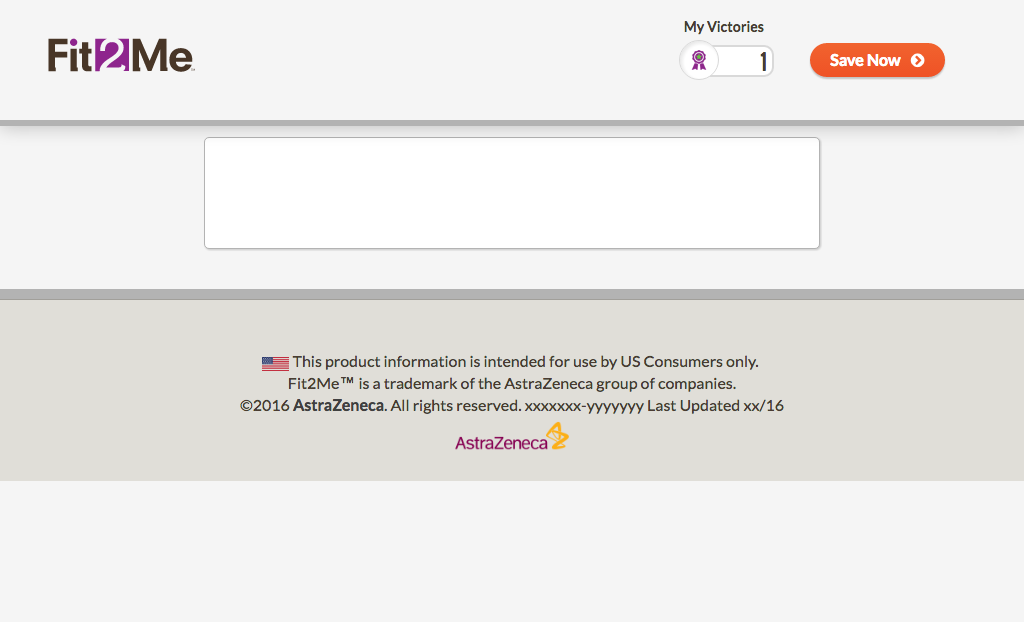 Fit2Me™
My Victories
1
Save Now
This product information is intended for use by US Consumers only.
Fit2Me™ is a trademark of the AstraZeneca group of companies.
©2016 AstraZeneca. All rights reserved. xxxxxxx-yyyyyyy Last Updated xx/16
AstraZeneca